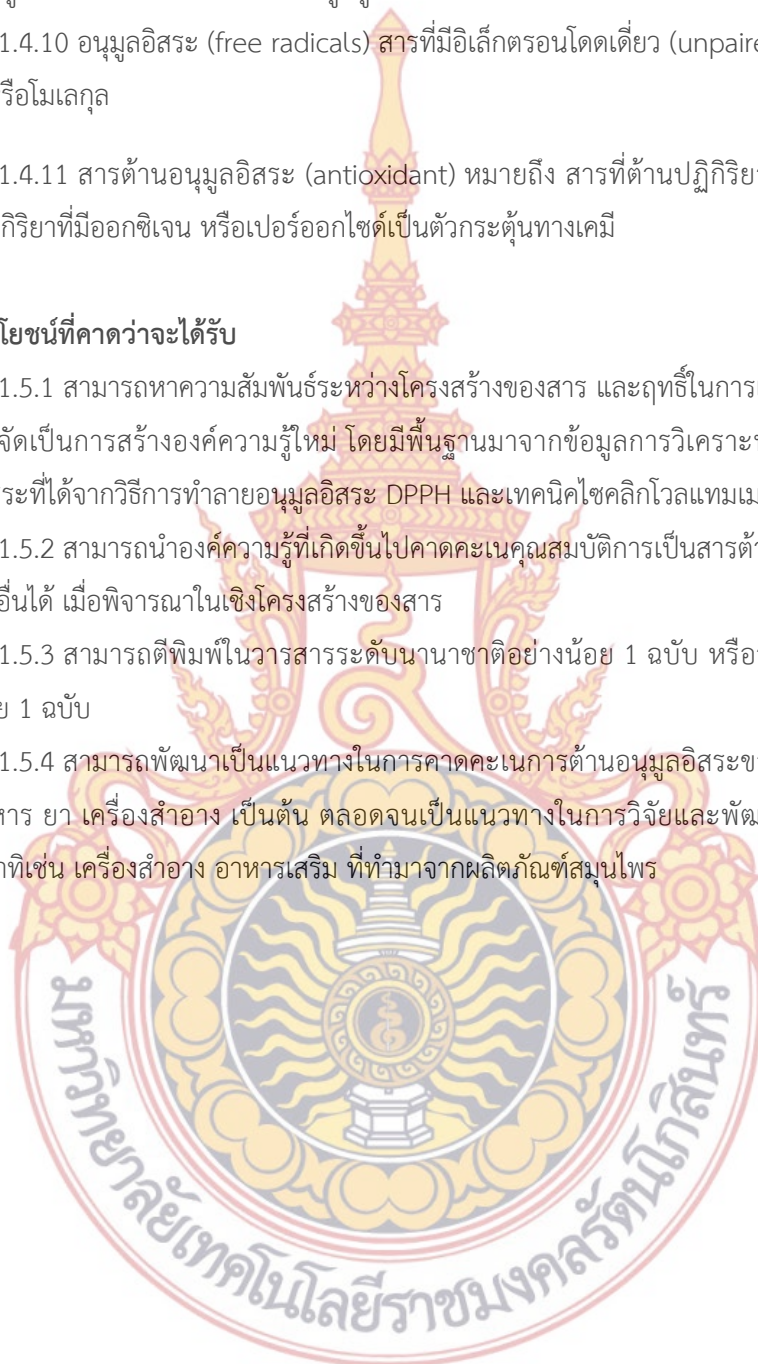 1.4.10 อนุมูลอิสระ (free radicals) สารที่มีอิเล็กตรอนโดดเดี่ยว (unpaire
รือโมเลกุล
1.4.11 สารต้านอนุมูลอิสระ (antioxidant) หมายถึง สารที่ต้านปฏิกิริยา
กิริยาที่มีออกซิเจน หรือเปอร์ออกไซด์เป็นตัวกระตุ้นทางเคมี
โยชน์ที่คาดว่าจะได้รับ
1.5.1 สามารถหาความสัมพันธ์ระหว่างโครงสร้างของสาร และฤทธิ์ในการ
จัดเป็นการสร้างองค์ความรู้ใหม่ โดยมีพื้นฐานมาจากข้อมูลการวิเคราะห
ระที่ได้จากวิธีการทำลายอนุมูลอิสระ DPPH และเทคนิคไซคลิกโวลแทมเม
1.5.2 สามารถนำองค์ความรู้ที่เกิดขึ้นไปคาดคะเนคุณสมบัติการเป็นสารต้า
อื่นได้ เมื่อพิจารณาในเชิงโครงสร้างของสาร
1.5.3 สามารถตีพิมพ์ในวารสารระดับนานาชาติอย่างน้อย 1 ฉบับ หรือ
ย 1 ฉบับ
1.5.4 สามารถพัฒนาเป็นแนวทางในการคาดคะเนการต้านอนุมูลอิสระข
หาร ยา เครื่องสำอาง เป็นต้น ตลอดจนเป็นแนวทางในการวิจัยและพัฒ
าทิเช่น เครื่องสำอาง อาหารเสริม ที่ทำมาจากผลิตภัณฑ์สมุนไพร
มหาวิทยาลัยเทคโนโลยีราชมงคลรัตนโกสินทร์